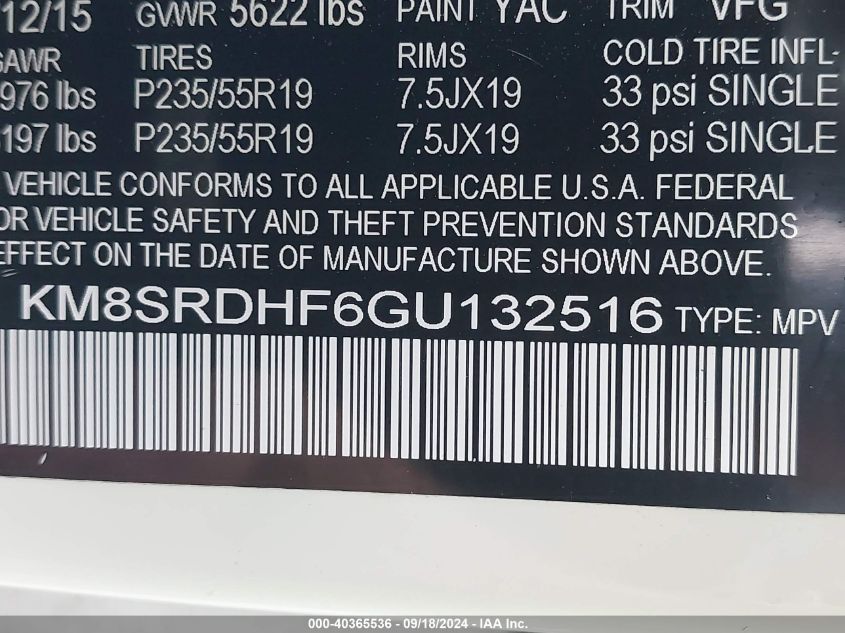 12/15 GVWR 5622 lbs PAINT YAC TRIM VFG
GAWR TIRES RIMS COLD TIRE INFL-
976 lbs P235/55R19 7.5JX19 33 psi SINGLE
197 lbs P235/55R19 7.5JX19 33 psi SINGLE
VEHICLE CONFORMS TO ALL APPLICABLE U.S.A. FEDERAL
OR VEHICLE SAFETY AND THEFT PREVENTION STANDARDS
EFFECT ON THE DATE OF MANUFACTURE SHOWN ABOVE.
KM8SRDHF6GU132516 TYPE: MPV
000-40365536 - 09/18/2024 - IAA Inc.